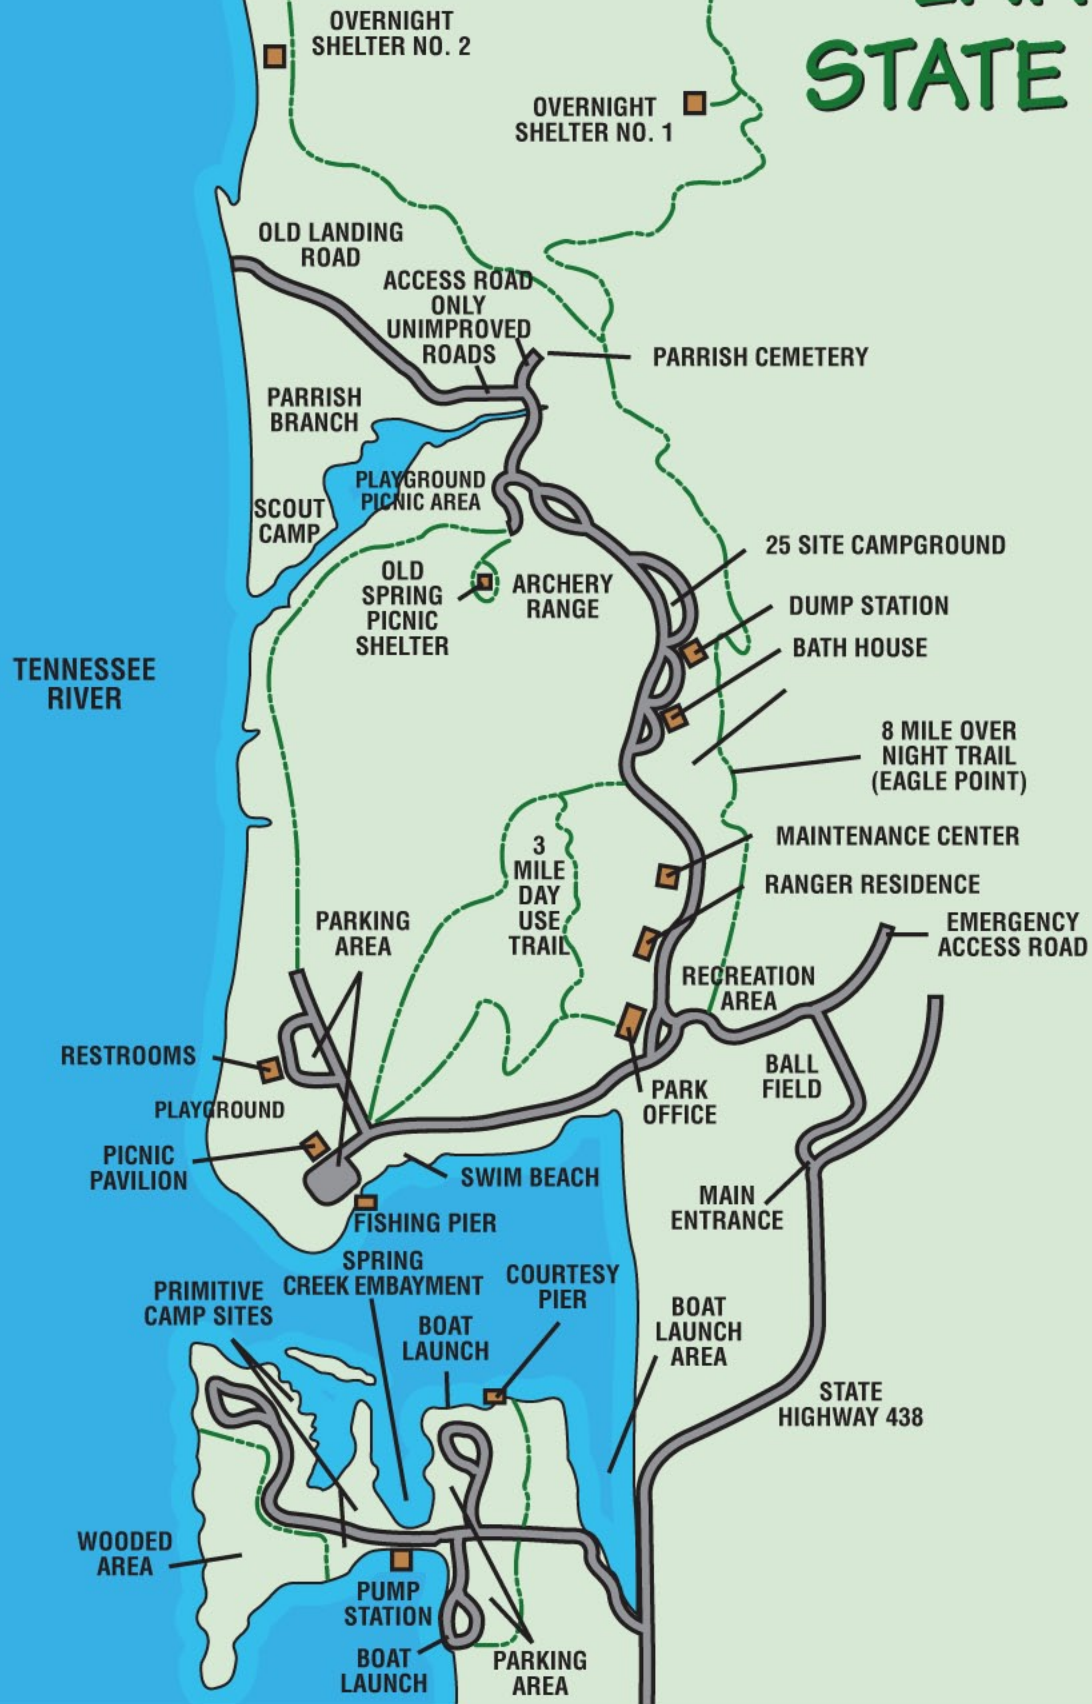 STATE
OVERNIGHT
SHELTER NO. 2
OVERNIGHT
SHELTER NO. 1
OLD LANDING
ROAD
ACCESS ROAD
ONLY
UNIMPROVED
ROADS
PARRISH CEMETERY
PARRISH
BRANCH
PLAYGROUND
PICNIC AREA
SCOUT
CAMP
25 SITE CAMPGROUND
OLD
SPRING
PICNIC
SHELTER
ARCHERY
RANGE
DUMP STATION
BATH HOUSE
TENNESSEE
RIVER
8 MILE OVER
NIGHT TRAIL
(EAGLE POINT)
3
MILE
DAY
USE
TRAIL
MAINTENANCE CENTER
RANGER RESIDENCE
PARKING
AREA
EMERGENCY
ACCESS ROAD
RECREATION
AREA
RESTROOMS
BALL
FIELD
PLAYGROUND
PARK
OFFICE
PICNIC
PAVILION
SWIM BEACH
MAIN
ENTRANCE
FISHING PIER
SPRING
CREEK EMBAYMENT
COURTESY
PIER
PRIMITIVE
CAMP SITES
BOAT
LAUNCH
BOAT
LAUNCH
AREA
STATE
HIGHWAY 438
WOODED
AREA
PUMP
STATION
BOAT
LAUNCH
PARKING
AREA